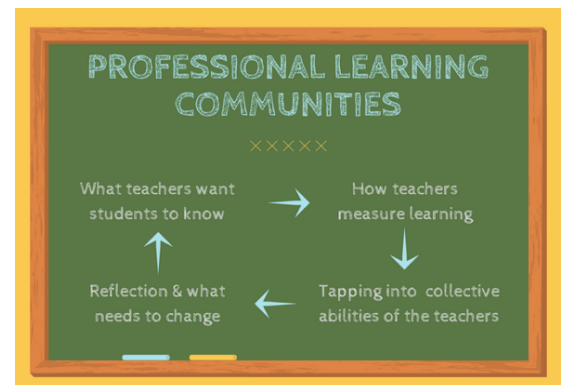 PROFESSIONAL LEARNING
COMMUNITIES
What teachers want
students to know
How teachers
measure learning
Tapping into collective
abilities of the teachers
Reflection & what
needs to change